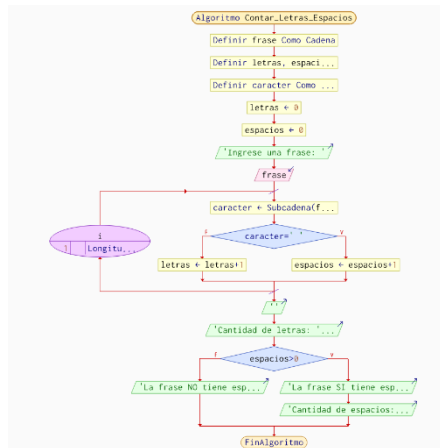 Algoritmo Contar_Letras_Espacios
Definir frase Como Cadena
Definir letras, espaci...
Definir caracter Como ...
letras ← 0
espacios ← 0
'Ingrese una frase: '
frase
caracter ← Subcadena(f...
i
1 Longitu...
F caracter=' ' V
letras ← letras+1 espacios ← espacios+1
''
'Cantidad de letras: '...
F espacios>0 V
'La frase NO tiene esp... 'La frase SI tiene esp...
'Cantidad de espacios:...
FinAlgoritmo